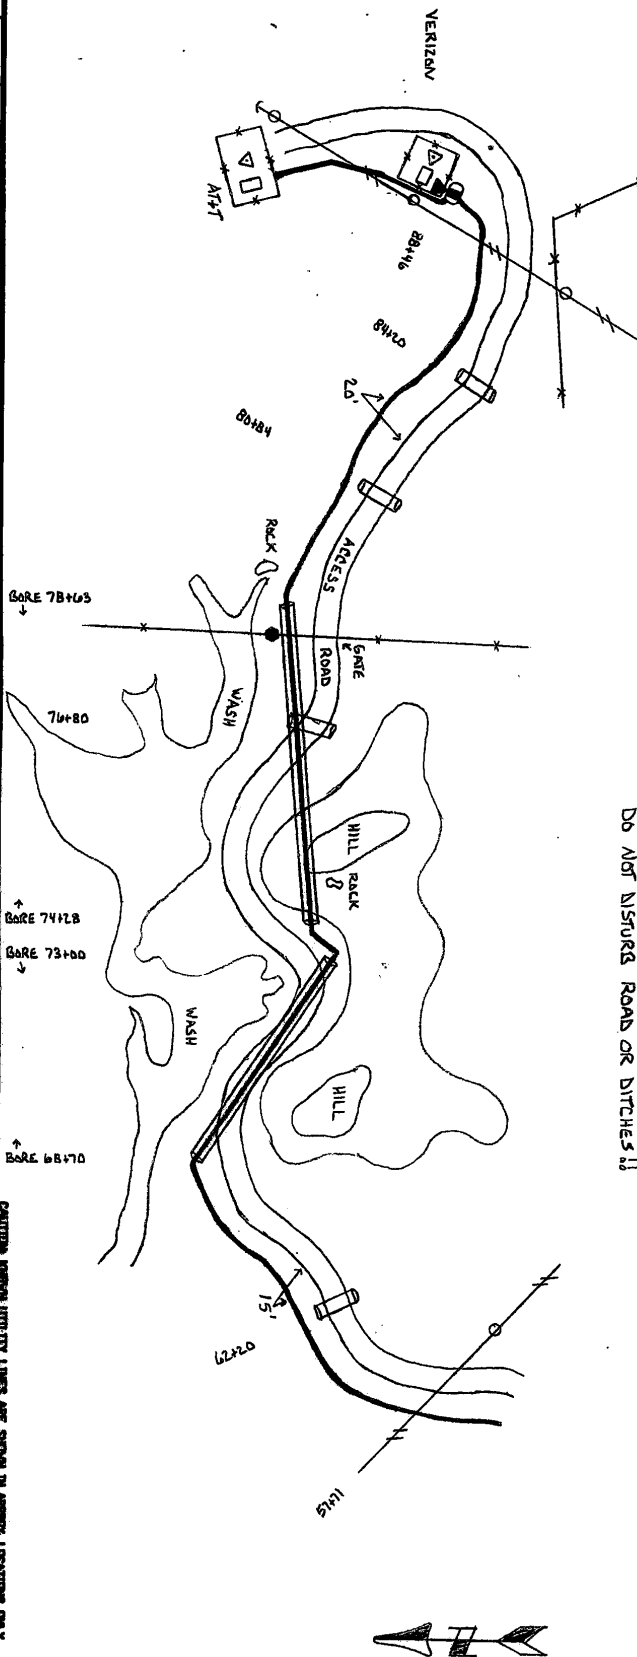 VERIZON
AT+T
88+46
84+20
20'
80+84
ROCK
ACCESS
ROAD
GATE
BORE 78+63
WASH
76+80
HILL
ROCK
DO NOT DISTURB ROAD OR DITCHES!!
BORE 74+28
BORE 73+00
WASH
HILL
BORE 68+70
15'
62+20
57+71
N